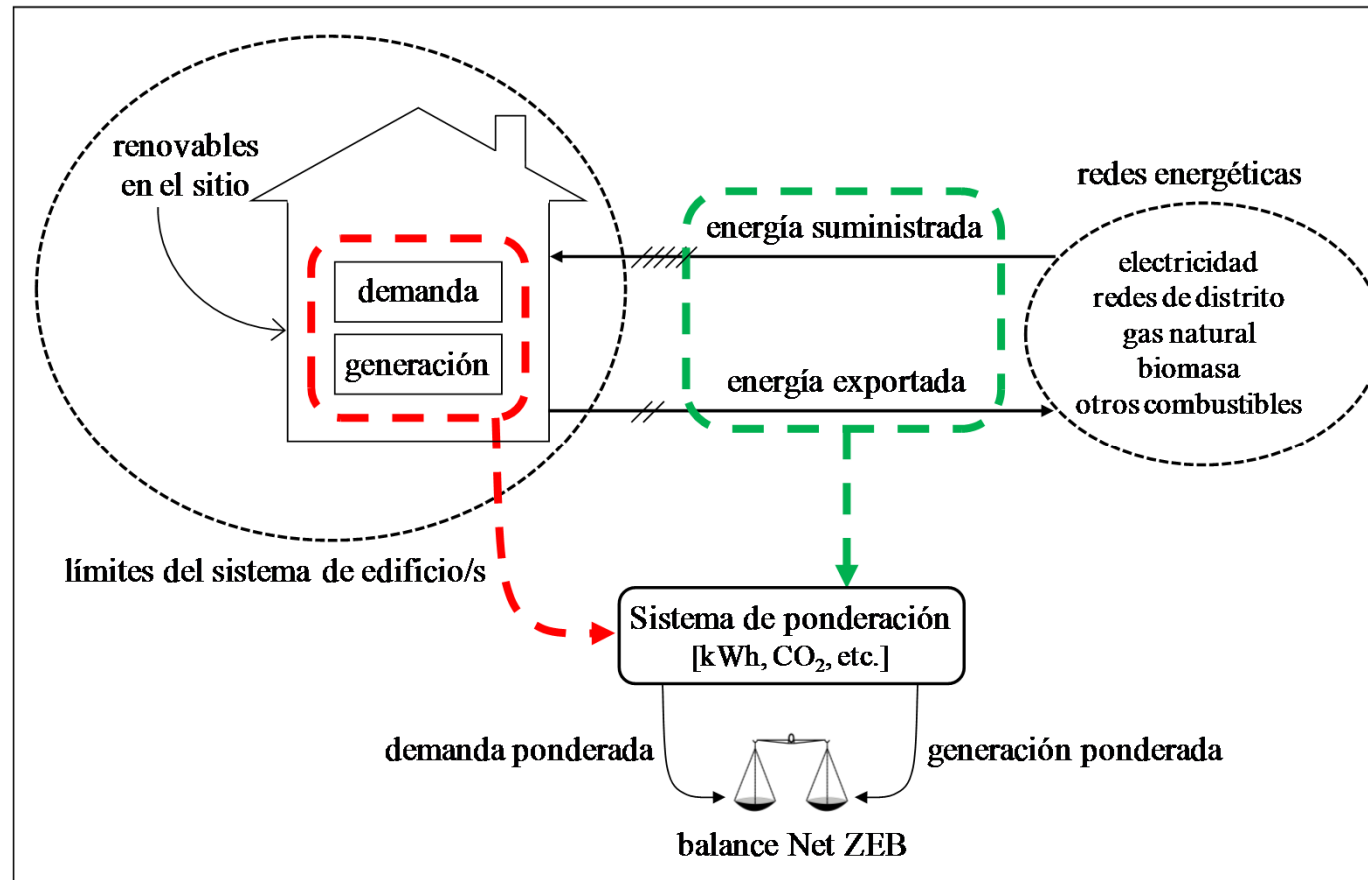 renovables
en el sitio
demanda
generación
energía suministrada
energía exportada
redes energéticas
electricidad
redes de distrito
gas natural
biomasa
otros combustibles
límites del sistema de edificio/s
Sistema de ponderación
[kWh, CO₂, etc.]
demanda ponderada
generación ponderada
balance Net ZEB